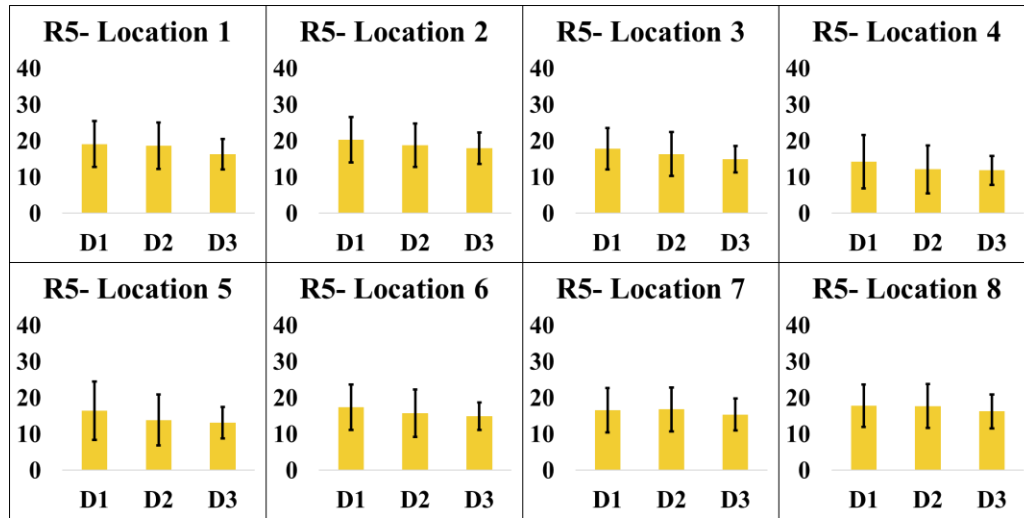 R5- Location 1
40
30
20
10
0
D1 D2 D3
R5- Location 2
40
30
20
10
0
D1 D2 D3
R5- Location 3
40
30
20
10
0
D1 D2 D3
R5- Location 4
40
30
20
10
0
D1 D2 D3
R5- Location 5
40
30
20
10
0
D1 D2 D3
R5- Location 6
40
30
20
10
0
D1 D2 D3
R5- Location 7
40
30
20
10
0
D1 D2 D3
R5- Location 8
40
30
20
10
0
D1 D2 D3